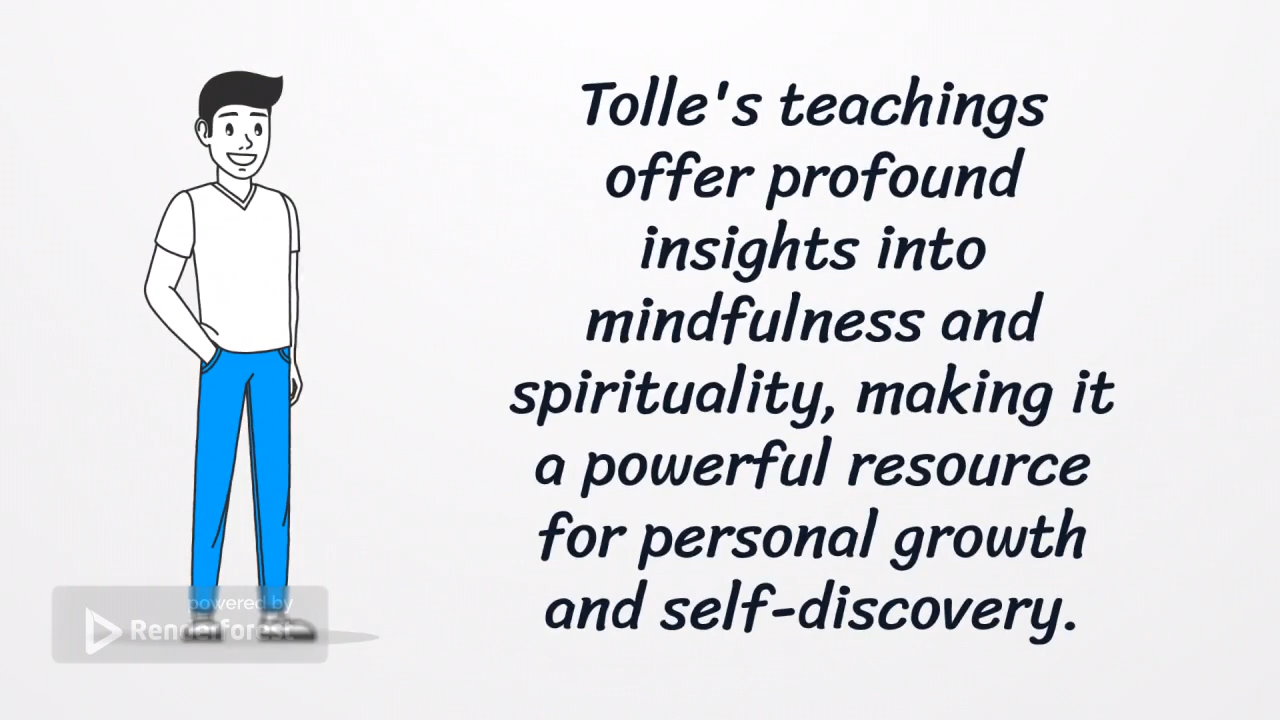 Tolle's teachings
offer profound
insights into
mindfulness and
spirituality, making it
a powerful resource
for personal growth
and self-discovery.
powered by
Renderforest